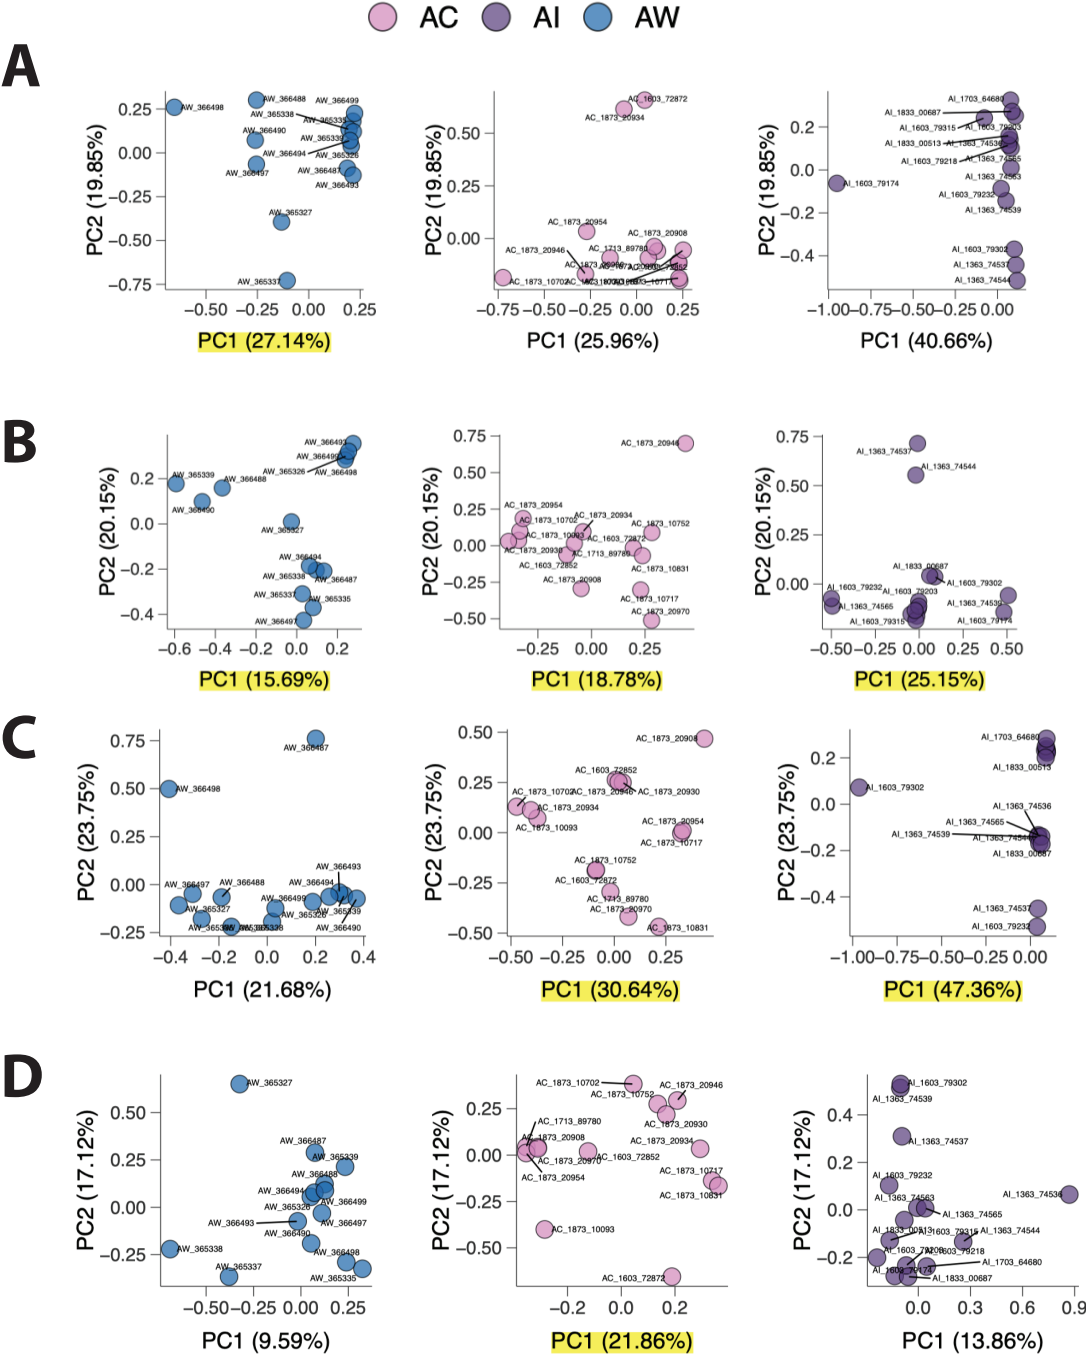 AC AI AW
A
PC2 (19.85%)
0.25
0.00
−0.25
−0.50
−0.75
AW_366498
AW_366488
AW_366499
AW_365338
AW_365335
AW_366490
AW_365339
AW_366494
AW_365326
AW_366497
AW_366487
AW_366493
AW_365327
AW_365337
−0.50 −0.25 0.00 0.25
PC1 (27.14%)
PC2 (19.85%)
0.50
0.25
0.00
AC_1603_72872
AC_1873_20934
AC_1873_20954
AC_1873_20908
AC_1873_20946
AC_1713_89780
AC_1873_10702
−0.75 −0.50 −0.25 0.00 0.25
PC1 (25.96%)
PC2 (19.85%)
0.2
0.0
−0.2
−0.4
AI_1703_64680
AI_1833_00687
AI_1603_79315
AI_1603_79203
AI_1833_00513
AI_1363_74536
AI_1603_79218
AI_1363_74565
AI_1363_74563
AI_1603_79174
AI_1603_79232
AI_1363_74539
AI_1603_79302
AI_1363_74537
AI_1363_74544
−1.00 −0.75 −0.50 −0.25 0.00
PC1 (40.66%)
B
PC2 (20.15%)
0.2
0.0
−0.2
−0.4
AW_366493
AW_366499
AW_365326
AW_366498
AW_365339
AW_366488
AW_366490
AW_365327
AW_366494
AW_365338
AW_366487
AW_365337
AW_365335
AW_366497
−0.6 −0.4 −0.2 0.0 0.2
PC1 (15.69%)
PC2 (20.15%)
0.75
0.50
0.25
0.00
−0.25
−0.50
AC_1873_20946
AC_1873_20954
AC_1873_20934
AC_1873_10702
AC_1873_10752
AC_1873_10093
AC_1603_72872
AC_1873_20930
AC_1713_89780
AC_1603_72852
AC_1873_10831
AC_1873_20908
AC_1873_10717
AC_1873_20970
−0.25 0.00 0.25
PC1 (18.78%)
PC2 (20.15%)
0.75
0.50
0.25
0.00
AI_1363_74537
AI_1363_74544
AI_1833_00687
AI_1603_79302
AI_1603_79232
AI_1603_79203
AI_1363_74565
AI_1363_74539
AI_1603_79315
AI_1603_79174
−0.50 −0.25 0.00 0.25 0.50
PC1 (25.15%)
C
PC2 (23.75%)
0.75
0.50
0.25
0.00
−0.25
AW_366487
AW_366498
AW_366493
AW_366497
AW_366488
AW_366494
AW_366499
AW_365327
AW_365326
AW_365339
AW_366490
−0.4 −0.2 0.0 0.2 0.4
PC1 (21.68%)
PC2 (23.75%)
0.50
0.25
0.00
−0.25
−0.50
AC_1873_20908
AC_1603_72852
AC_1873_10702
AC_1873_20946
AC_1873_20930
AC_1873_20934
AC_1873_10093
AC_1873_20954
AC_1873_10717
AC_1873_10752
AC_1603_72872
AC_1713_89780
AC_1873_20970
AC_1873_10831
−0.50 −0.25 0.00 0.25
PC1 (30.64%)
PC2 (23.75%)
0.2
0.0
−0.2
−0.4
AI_1703_64680
AI_1833_00513
AI_1603_79302
AI_1363_74536
AI_1363_74565
AI_1363_74539
AI_1363_74544
AI_1833_00687
AI_1363_74537
AI_1603_79232
−1.00 −0.75 −0.50 −0.25 0.00
PC1 (47.36%)
D
PC2 (17.12%)
0.50
0.25
0.00
−0.25
AW_365327
AW_366487
AW_365339
AW_366488
AW_366494
AW_366499
AW_365326
AW_366493
AW_366497
AW_366490
AW_365338
AW_366498
AW_365337
AW_365335
−0.50 −0.25 0.00 0.25
PC1 (9.59%)
PC2 (17.12%)
0.25
0.00
−0.25
−0.50
AC_1873_10702
AC_1873_20946
AC_1873_10752
AC_1713_89780
AC_1873_20930
AC_1873_20908
AC_1873_20934
AC_1873_20970
AC_1603_72852
AC_1873_20954
AC_1873_10717
AC_1873_10831
AC_1873_10093
AC_1603_72872
−0.2 0.0 0.2
PC1 (21.86%)
PC2 (17.12%)
0.4
0.2
0.0
−0.2
AI_1603_79302
AI_1363_74539
AI_1363_74537
AI_1603_79232
AI_1363_74536
AI_1363_74563
AI_1363_74565
AI_1833_00513
AI_1603_79315
AI_1363_74544
AI_1603_79203
AI_1603_79218
AI_1703_64680
AI_1603_79174
AI_1833_00687
0.0 0.3 0.6 0.9
PC1 (13.86%)